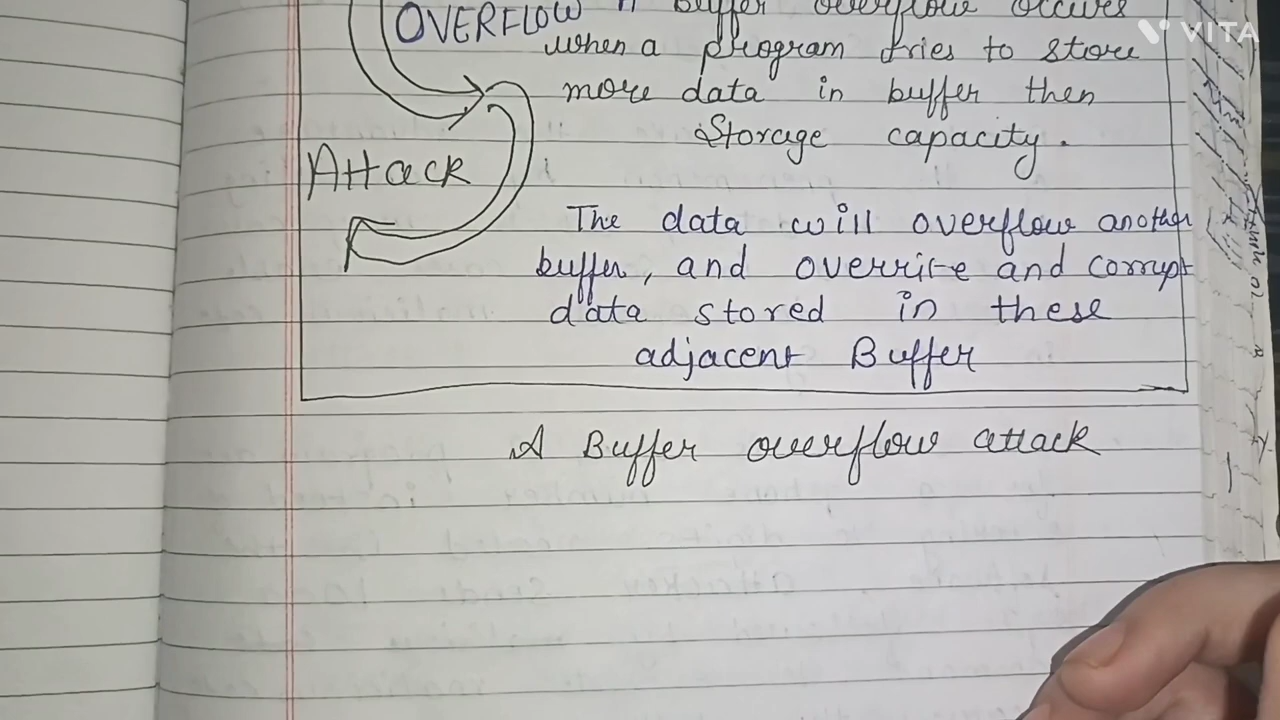 OVERFLOW A buffer overflow occurs
when a program tries to store
more data in buffer then
Storage capacity.
Attack
The data will overflow another
buffer, and overrite and corrupt
data stored in these
adjacent Buffer
A Buffer overflow attack
VITA